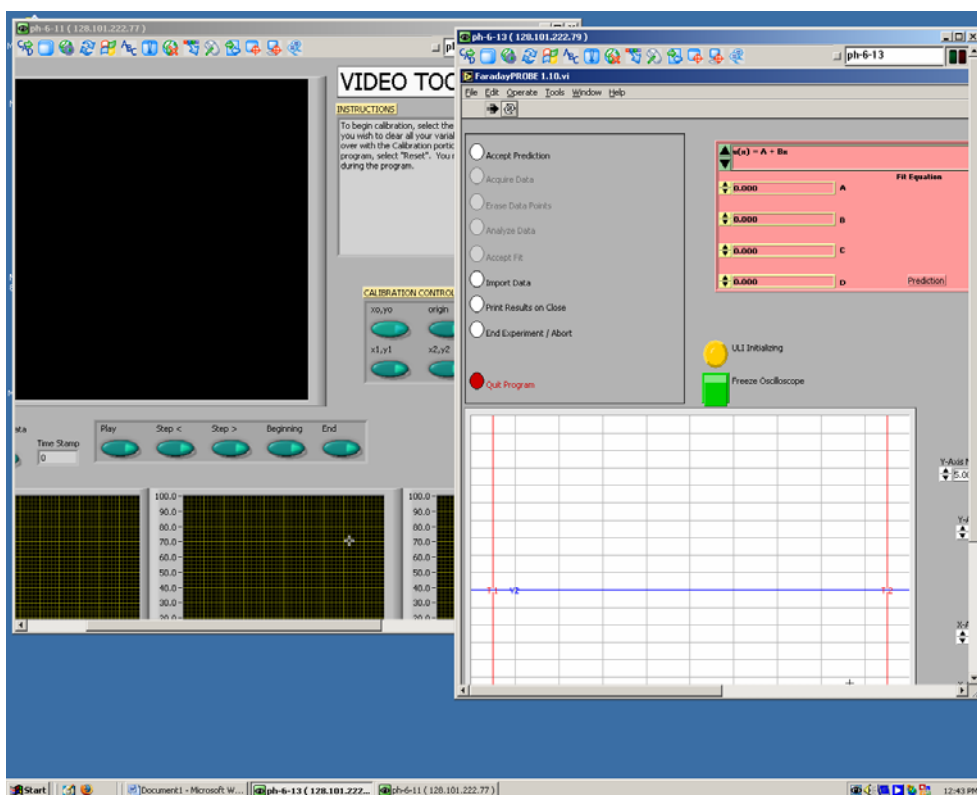 ph-6-11 ( 128.101.222.77 )
VIDEO TOO
INSTRUCTIONS
To begin calibration, select the
you wish to clear all your variabl
over with the Calibration portio
program, select "Reset". You m
during the program.
CALIBRATION CONTROL
xo,yo
origin
x1,y1
x2,y2
ata
Time Stamp
0
Play
Step <
Step >
Beginning
End
100.0
90.0
80.0
70.0
60.0
50.0
40.0
30.0
20.0
100.0
90.0
80.0
70.0
60.0
50.0
40.0
30.0
20.0
ph-6-13 ( 128.101.222.79 )
ph-6-13
FaradayPROBE 1.10.vi
File Edit Operate Tools Window Help
Accept Prediction
Acquire Data
Erase Data Points
Analyze Data
Accept Fit
Import Data
Print Results on Close
End Experiment / Abort
Quit Program
u(x) = A + Bx
Fit Equation
0.000 A
0.000 B
0.000 C
0.000 D
Prediction
ULI Initializing
Freeze Oscilloscope
T1 V2
T2
Y-Axis M
5.00
Y-A
X-A
Start
Document1 - Microsoft W...
ph-6-13 (128.101.222...
ph-6-11 ( 128.101.222.77 )
12:43 PM